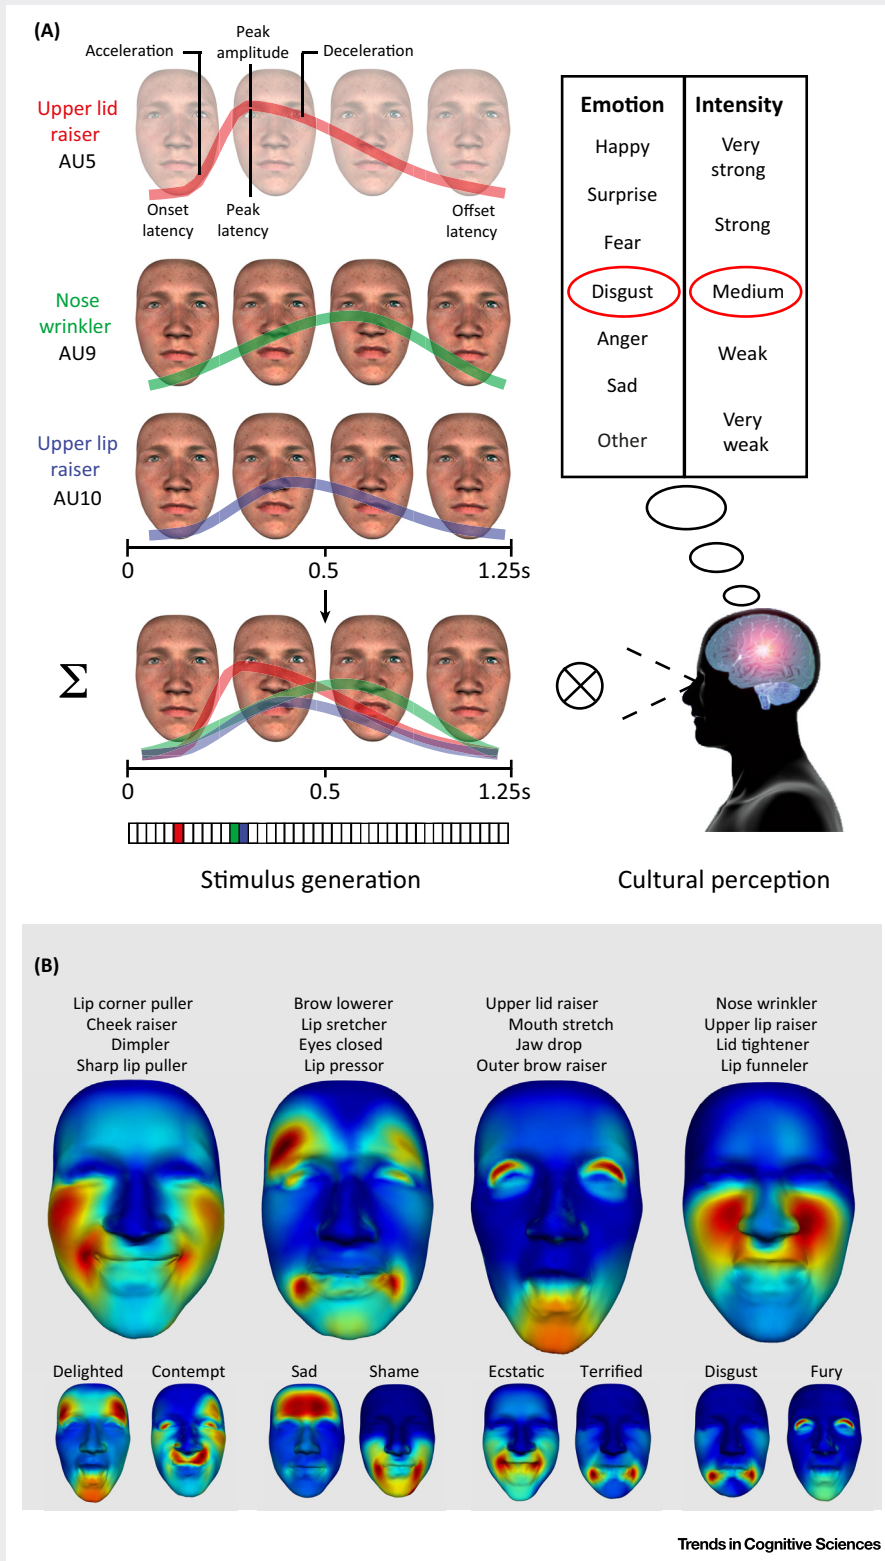 (A)
Acceleration
Peak
amplitude
Deceleration
Upper lid
raiser
AU5
Onset
latency
Peak
latency
Offset
latency
Nose
wrinkler
AU9
Upper lip
raiser
AU10
0 0.5 1.25s
Σ
0 0.5 1.25s
Stimulus generation
Emotion
Happy
Surprise
Fear
Disgust
Anger
Sad
Other
Intensity
Very
strong
Strong
Medium
Weak
Very
weak
Cultural perception
(B)
Lip corner puller
Cheek raiser
Dimpler
Sharp lip puller
Brow lowerer
Lip sretcher
Eyes closed
Lip pressor
Upper lid raiser
Mouth stretch
Jaw drop
Outer brow raiser
Nose wrinkler
Upper lip raiser
Lid tightener
Lip funneler
Delighted Contempt Sad Shame Ecstatic Terrified Disgust Fury
Trends in Cognitive Sciences